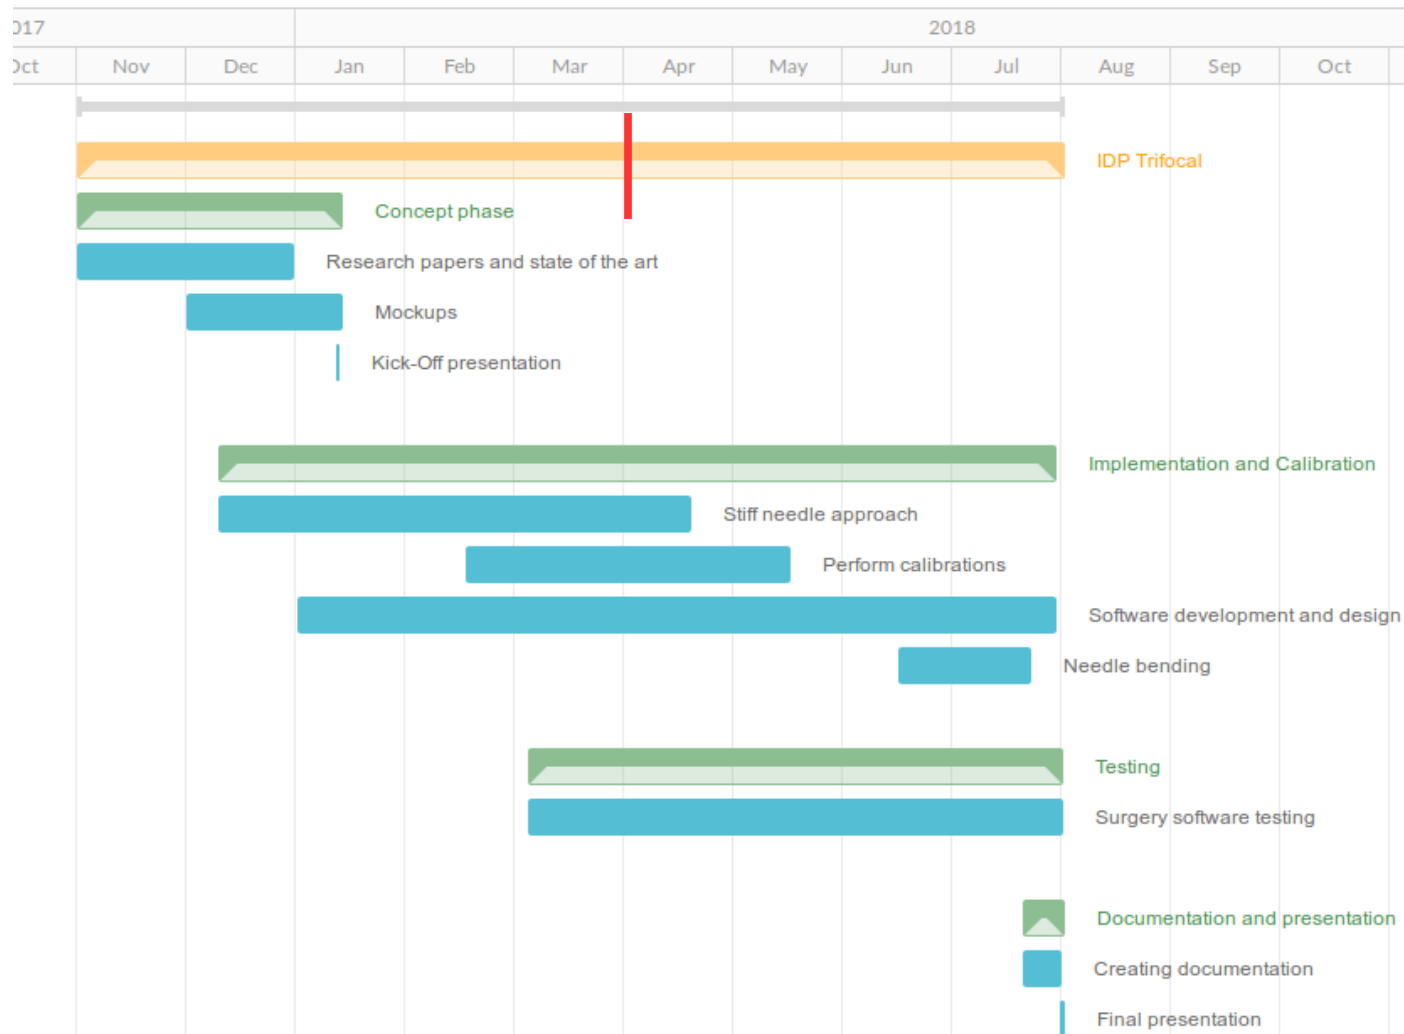 017
2018
Oct Nov Dec Jan Feb Mar Apr May Jun Jul Aug Sep Oct
IDP Trifocal
Concept phase
Research papers and state of the art
Mockups
Kick-Off presentation
Implementation and Calibration
Stiff needle approach
Perform calibrations
Software development and design
Needle bending
Testing
Surgery software testing
Documentation and presentation
Creating documentation
Final presentation